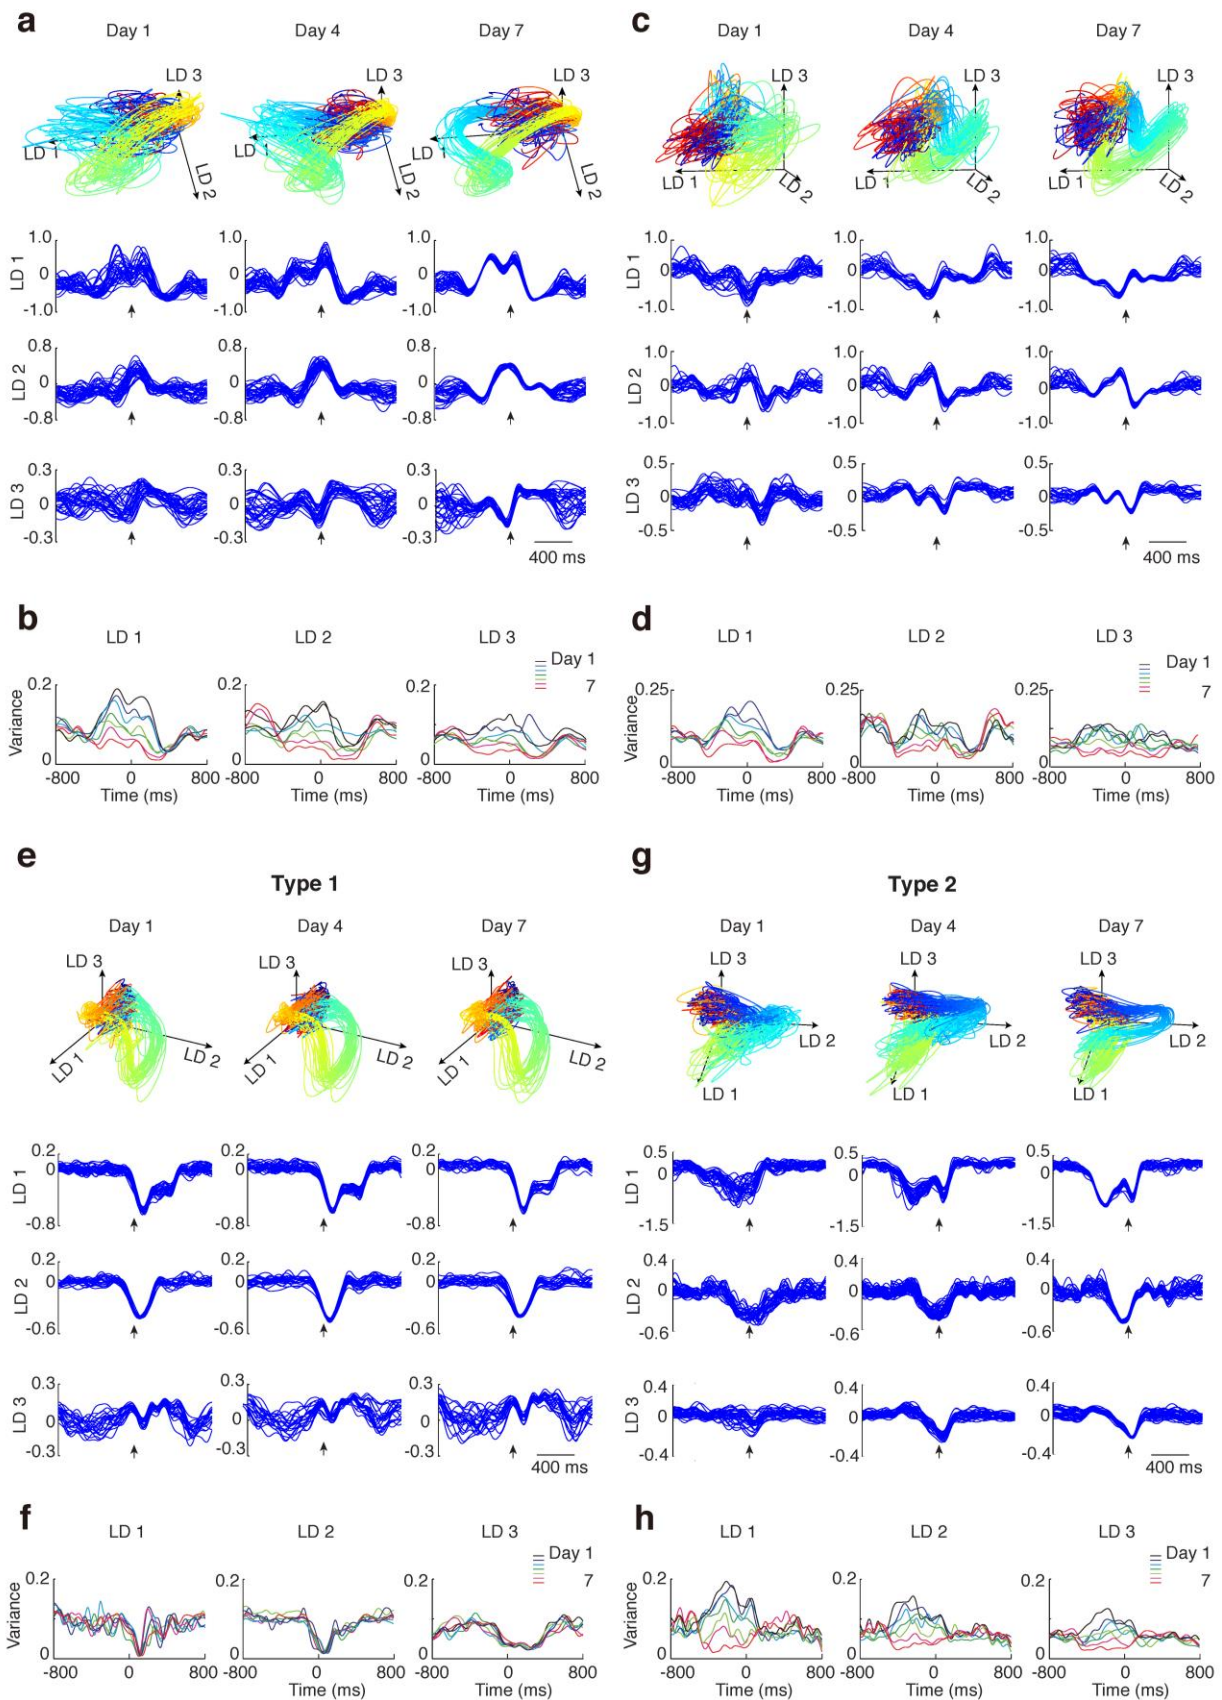 a
Day 1 Day 4 Day 7
LD 3 LD 3 LD 3
LD 1 LD 1 LD 1
LD 2 LD 2 LD 2
LD 1 1.0 0 -1.0 1.0 0 -1.0 1.0 0 -1.0
LD 2 0.8 0 -0.8 0.8 0 -0.8 0.8 0 -0.8
LD 3 0.3 0 -0.3 0.3 0 -0.3 0.3 0 -0.3
400 ms
b
LD 1 LD 2 LD 3
Day 1
7
Variance 0.2 0 0.2 0 0.2 0
-800 0 800 -800 0 800 -800 0 800
Time (ms) Time (ms) Time (ms)
c
Day 1 Day 4 Day 7
LD 3 LD 3 LD 3
LD 1 LD 1 LD 1
LD 2 LD 2 LD 2
LD 1 1.0 0 -1.0 1.0 0 -1.0 1.0 0 -1.0
LD 2 1.0 0 -1.0 1.0 0 -1.0 1.0 0 -1.0
LD 3 0.5 0 -0.5 0.5 0 -0.5 0.5 0 -0.5
400 ms
d
LD 1 LD 2 LD 3
Day 1
7
Variance 0.25 0 0.25 0 0.25 0
-800 0 800 -800 0 800 -800 0 800
Time (ms) Time (ms) Time (ms)
e
Type 1
Day 1 Day 4 Day 7
LD 3 LD 3 LD 3
LD 1 LD 1 LD 1
LD 2 LD 2 LD 2
LD 1 0.2 0 -0.8 0.2 0 -0.8 0.2 0 -0.8
LD 2 0.2 0 -0.6 0.2 0 -0.6 0.2 0 -0.6
LD 3 0.3 0 -0.3 0.3 0 -0.3 0.3 0 -0.3
400 ms
f
LD 1 LD 2 LD 3
Day 1
7
Variance 0.2 0 0.2 0 0.2 0
-800 0 800 -800 0 800 -800 0 800
Time (ms) Time (ms) Time (ms)
g
Type 2
Day 1 Day 4 Day 7
LD 3 LD 3 LD 3
LD 2 LD 2 LD 2
LD 1 LD 1 LD 1
LD 1 0.5 0 -1.5 0.5 0 -1.5 0.5 0 -1.5
LD 2 0.4 0 -0.6 0.4 0 -0.6 0.4 0 -0.6
LD 3 0.4 0 -0.4 0.4 0 -0.4 0.4 0 -0.4
400 ms
h
LD 1 LD 2 LD 3
Day 1
7
Variance 0.2 0 0.2 0 0.2 0
-800 0 800 -800 0 800 -800 0 800
Time (ms) Time (ms) Time (ms)